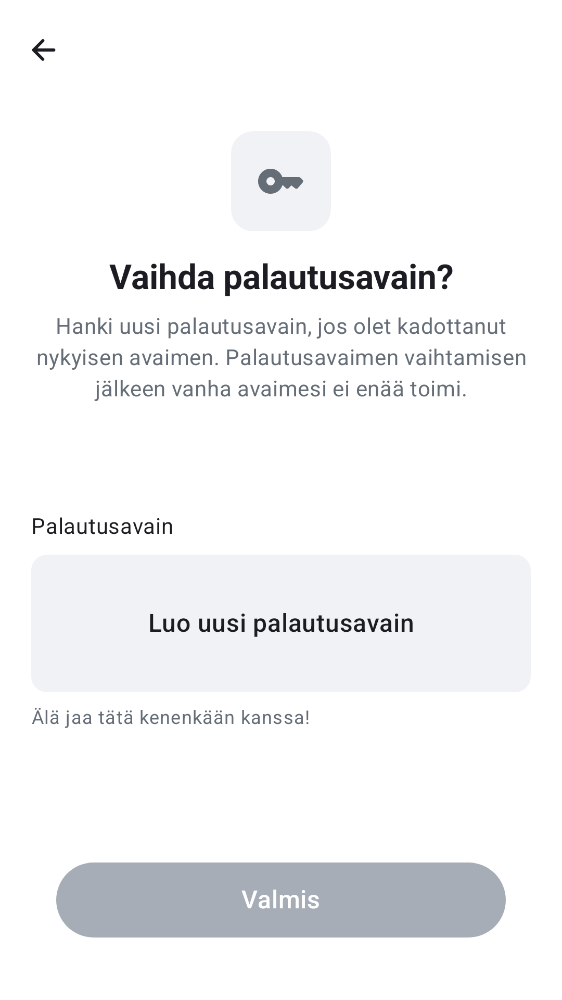 Vaihda palautusavain?
Hanki uusi palautusavain, jos olet kadottanut
nykyisen avaimen. Palautusavaimen vaihtamisen
jälkeen vanha avaimesi ei enää toimi.
Palautusavain
Luo uusi palautusavain
Älä jaa tätä kenenkään kanssa!
Valmis